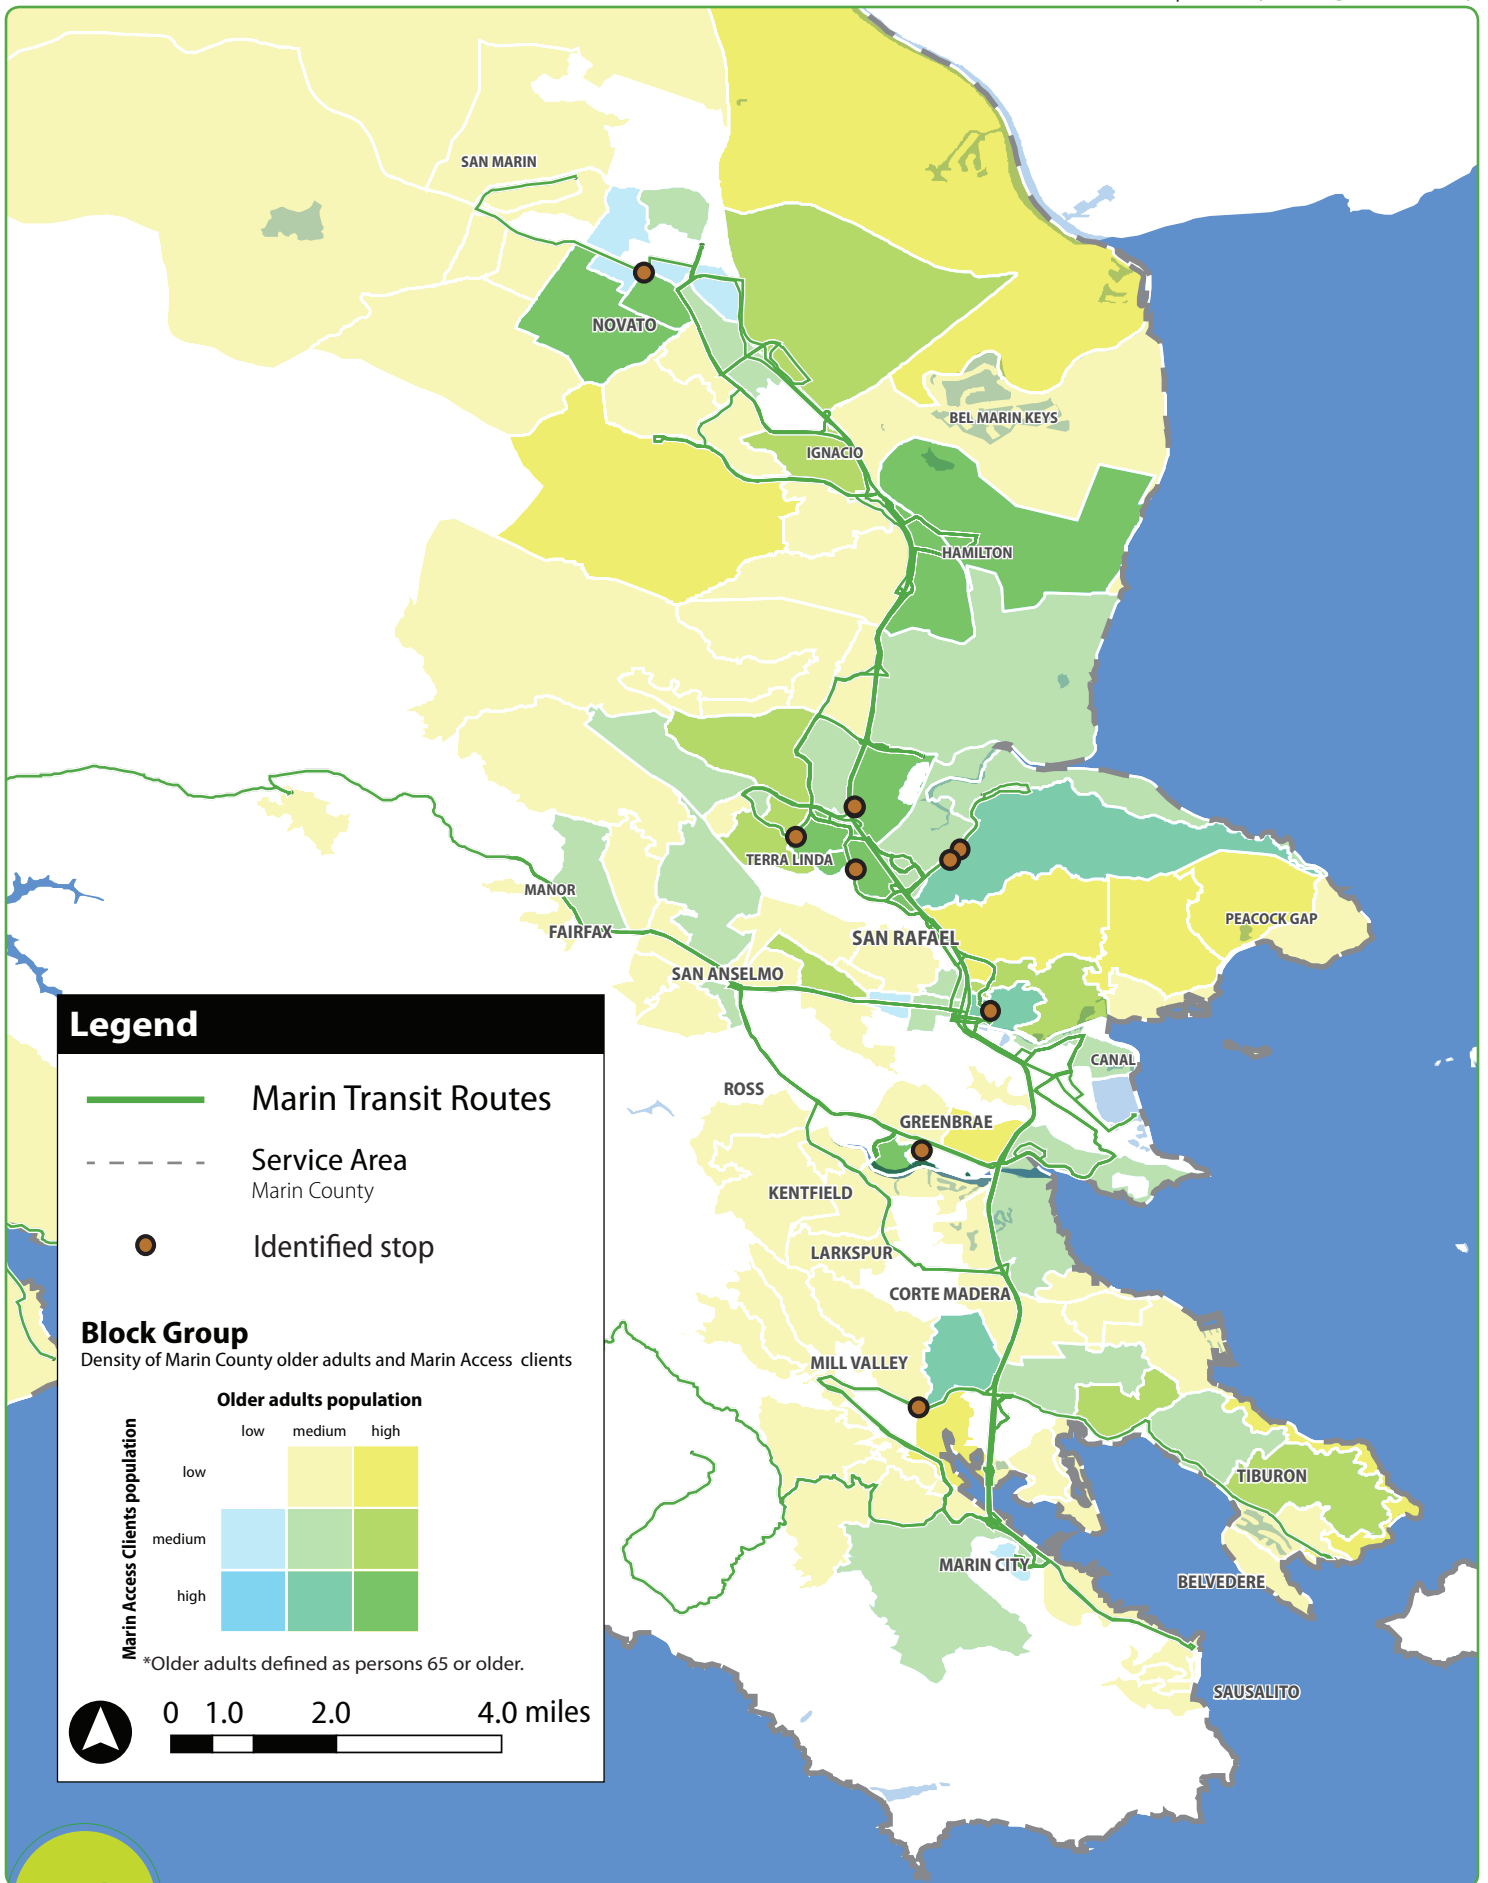 SAN MARIN
NOVATO
BEL MARIN KEYS
IGNACIO
HAMILTON
TERRA LINDA
MANOR
PEACOCK GAP
FAIRFAX
SAN RAFAEL
SAN ANSELMO
CANAL
ROSS
GREENBRAE
KENTFIELD
LARKSPUR
CORTE MADERA
MILL VALLEY
TIBURON
MARIN CITY
BELVEDERE
SAUSALITO
Legend
Marin Transit Routes
Service Area
Marin County
Identified stop
Block Group
Density of Marin County older adults and Marin Access clients
Older adults population
low medium high
Marin Access Clients population
low
medium
high
*Older adults defined as persons 65 or older.
0 1.0 2.0 4.0 miles